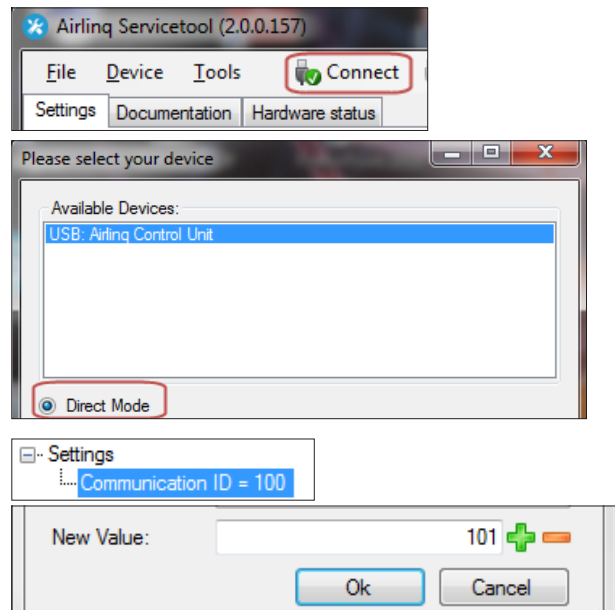 Airlinq Servicetool (2.0.0.157)
File Device Tools Connect
Settings Documentation Hardware status
Please select your device
Available Devices:
USB: Airlinq Control Unit
Direct Mode
Settings
Communication ID = 100
New Value: 101
Ok Cancel